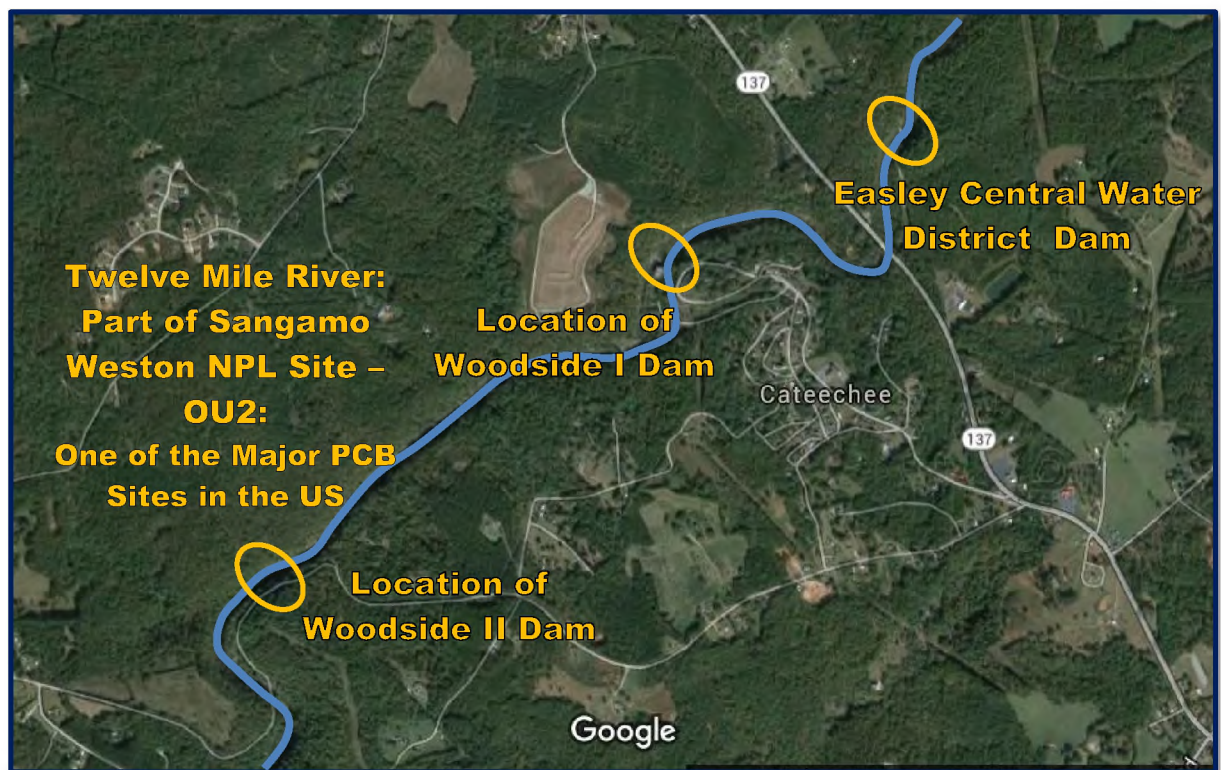 137
Easley Central Water
District Dam
Twelve Mile River:
Part of Sangamo
Weston NPL Site –
OU2:
One of the Major PCB
Sites in the US
Location of
Woodside I Dam
Cateechee
137
Location of
Woodside II Dam
Google